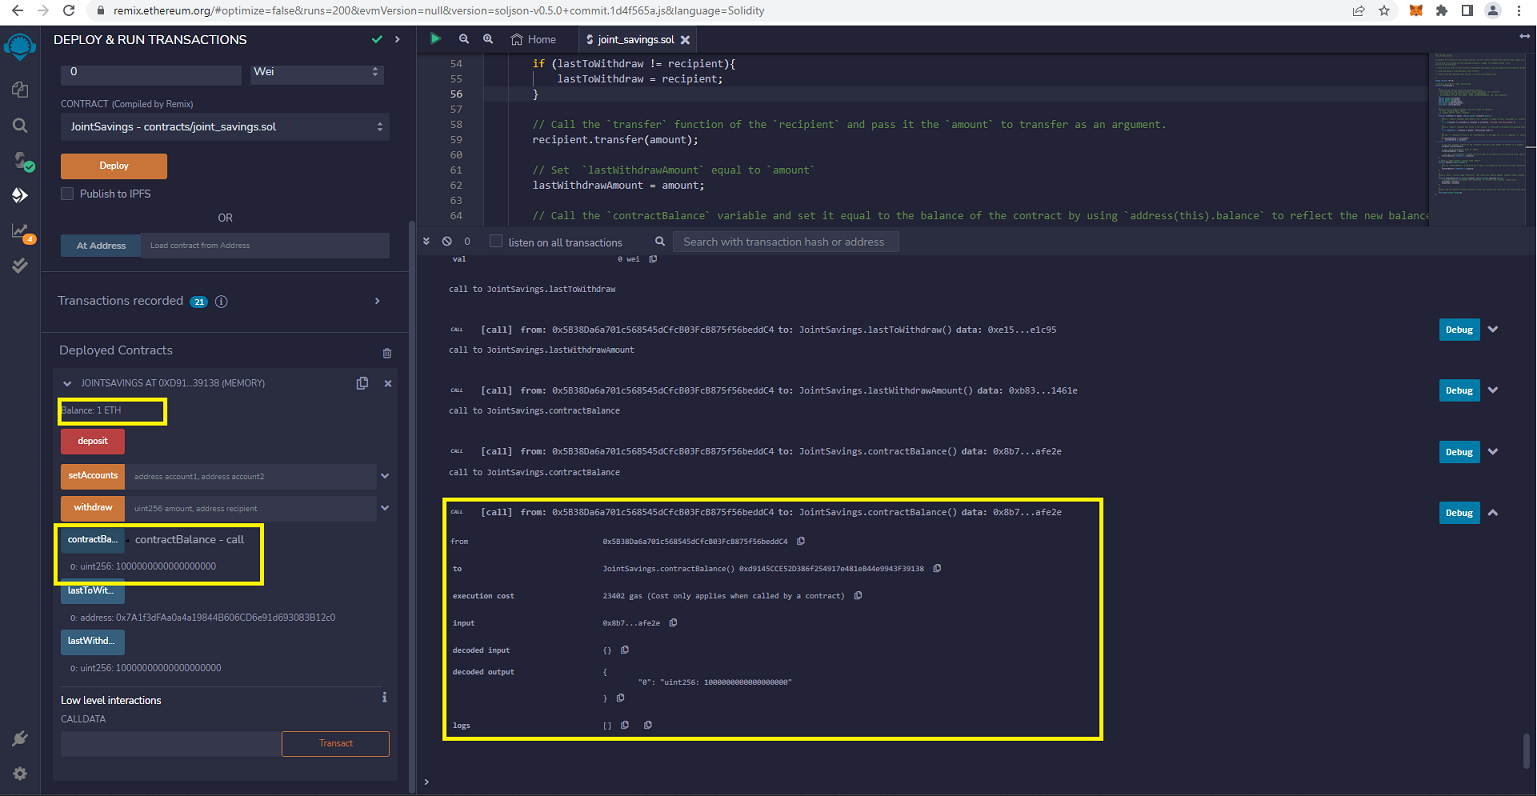 remix.ethereum.org/#optimize=false&runs=200&evmVersion=null&version=soljson-v0.5.0+commit.1d4f565a.js&language=Solidity
DEPLOY & RUN TRANSACTIONS
0
Wei
CONTRACT (Compiled by Remix)
JointSavings - contracts/joint_savings.sol
Deploy
Publish to IPFS
OR
At Address
Load contract from Address
Transactions recorded 21 i
Deployed Contracts
JOINTSAVINGS AT 0XD91...39138 (MEMORY)
Balance: 1 ETH
deposit
setAccounts
address account1, address account2
withdraw
uint256 amount, address recipient
contractBa...
contractBalance - call
0: uint256: 1000000000000000000
lastToWit...
0: address: 0x7A1f3dFAa0a4a19844B606CD6e91d693083B12c0
lastWithd...
0: uint256: 10000000000000000000
Low level interactions
i
CALLDATA
Transact
4
Home
joint_savings.sol
54 if (lastToWithdraw != recipient){
55 lastToWithdraw = recipient;
56 }
57
58 // Call the `transfer` function of the `recipient` and pass it the `amount` to transfer as an argument.
59 recipient.transfer(amount);
60
61 // Set  `lastWithdrawAmount` equal to `amount`
62 lastWithdrawAmount = amount;
63
64 // Call the `contractBalance` variable and set it equal to the balance of the contract by using `address(this).balance` to reflect the new balance
0
listen on all transactions
Search with transaction hash or address
val 0 wei
call to JointSavings.lastToWithdraw
CALL [call] from: 0x5B38Da6a701c568545dCfcB03FcB875f56beddC4 to: JointSavings.lastToWithdraw() data: 0xe15...e1c95
Debug
call to JointSavings.lastWithdrawAmount
CALL [call] from: 0x5B38Da6a701c568545dCfcB03FcB875f56beddC4 to: JointSavings.lastWithdrawAmount() data: 0xb83...1461e
Debug
call to JointSavings.contractBalance
CALL [call] from: 0x5B38Da6a701c568545dCfcB03FcB875f56beddC4 to: JointSavings.contractBalance() data: 0x8b7...afe2e
Debug
call to JointSavings.contractBalance
CALL [call] from: 0x5B38Da6a701c568545dCfcB03FcB875f56beddC4 to: JointSavings.contractBalance() data: 0x8b7...afe2e
Debug
from 0x5B38Da6a701c568545dCfcB03FcB875f56beddC4
to JointSavings.contractBalance() 0xd9145CCE52D386f254917e481eB44e9943F39138
execution cost 23402 gas (Cost only applies when called by a contract)
input 0x8b7...afe2e
decoded input {}
decoded output {
"0": "uint256: 1000000000000000000"
}
logs []
>